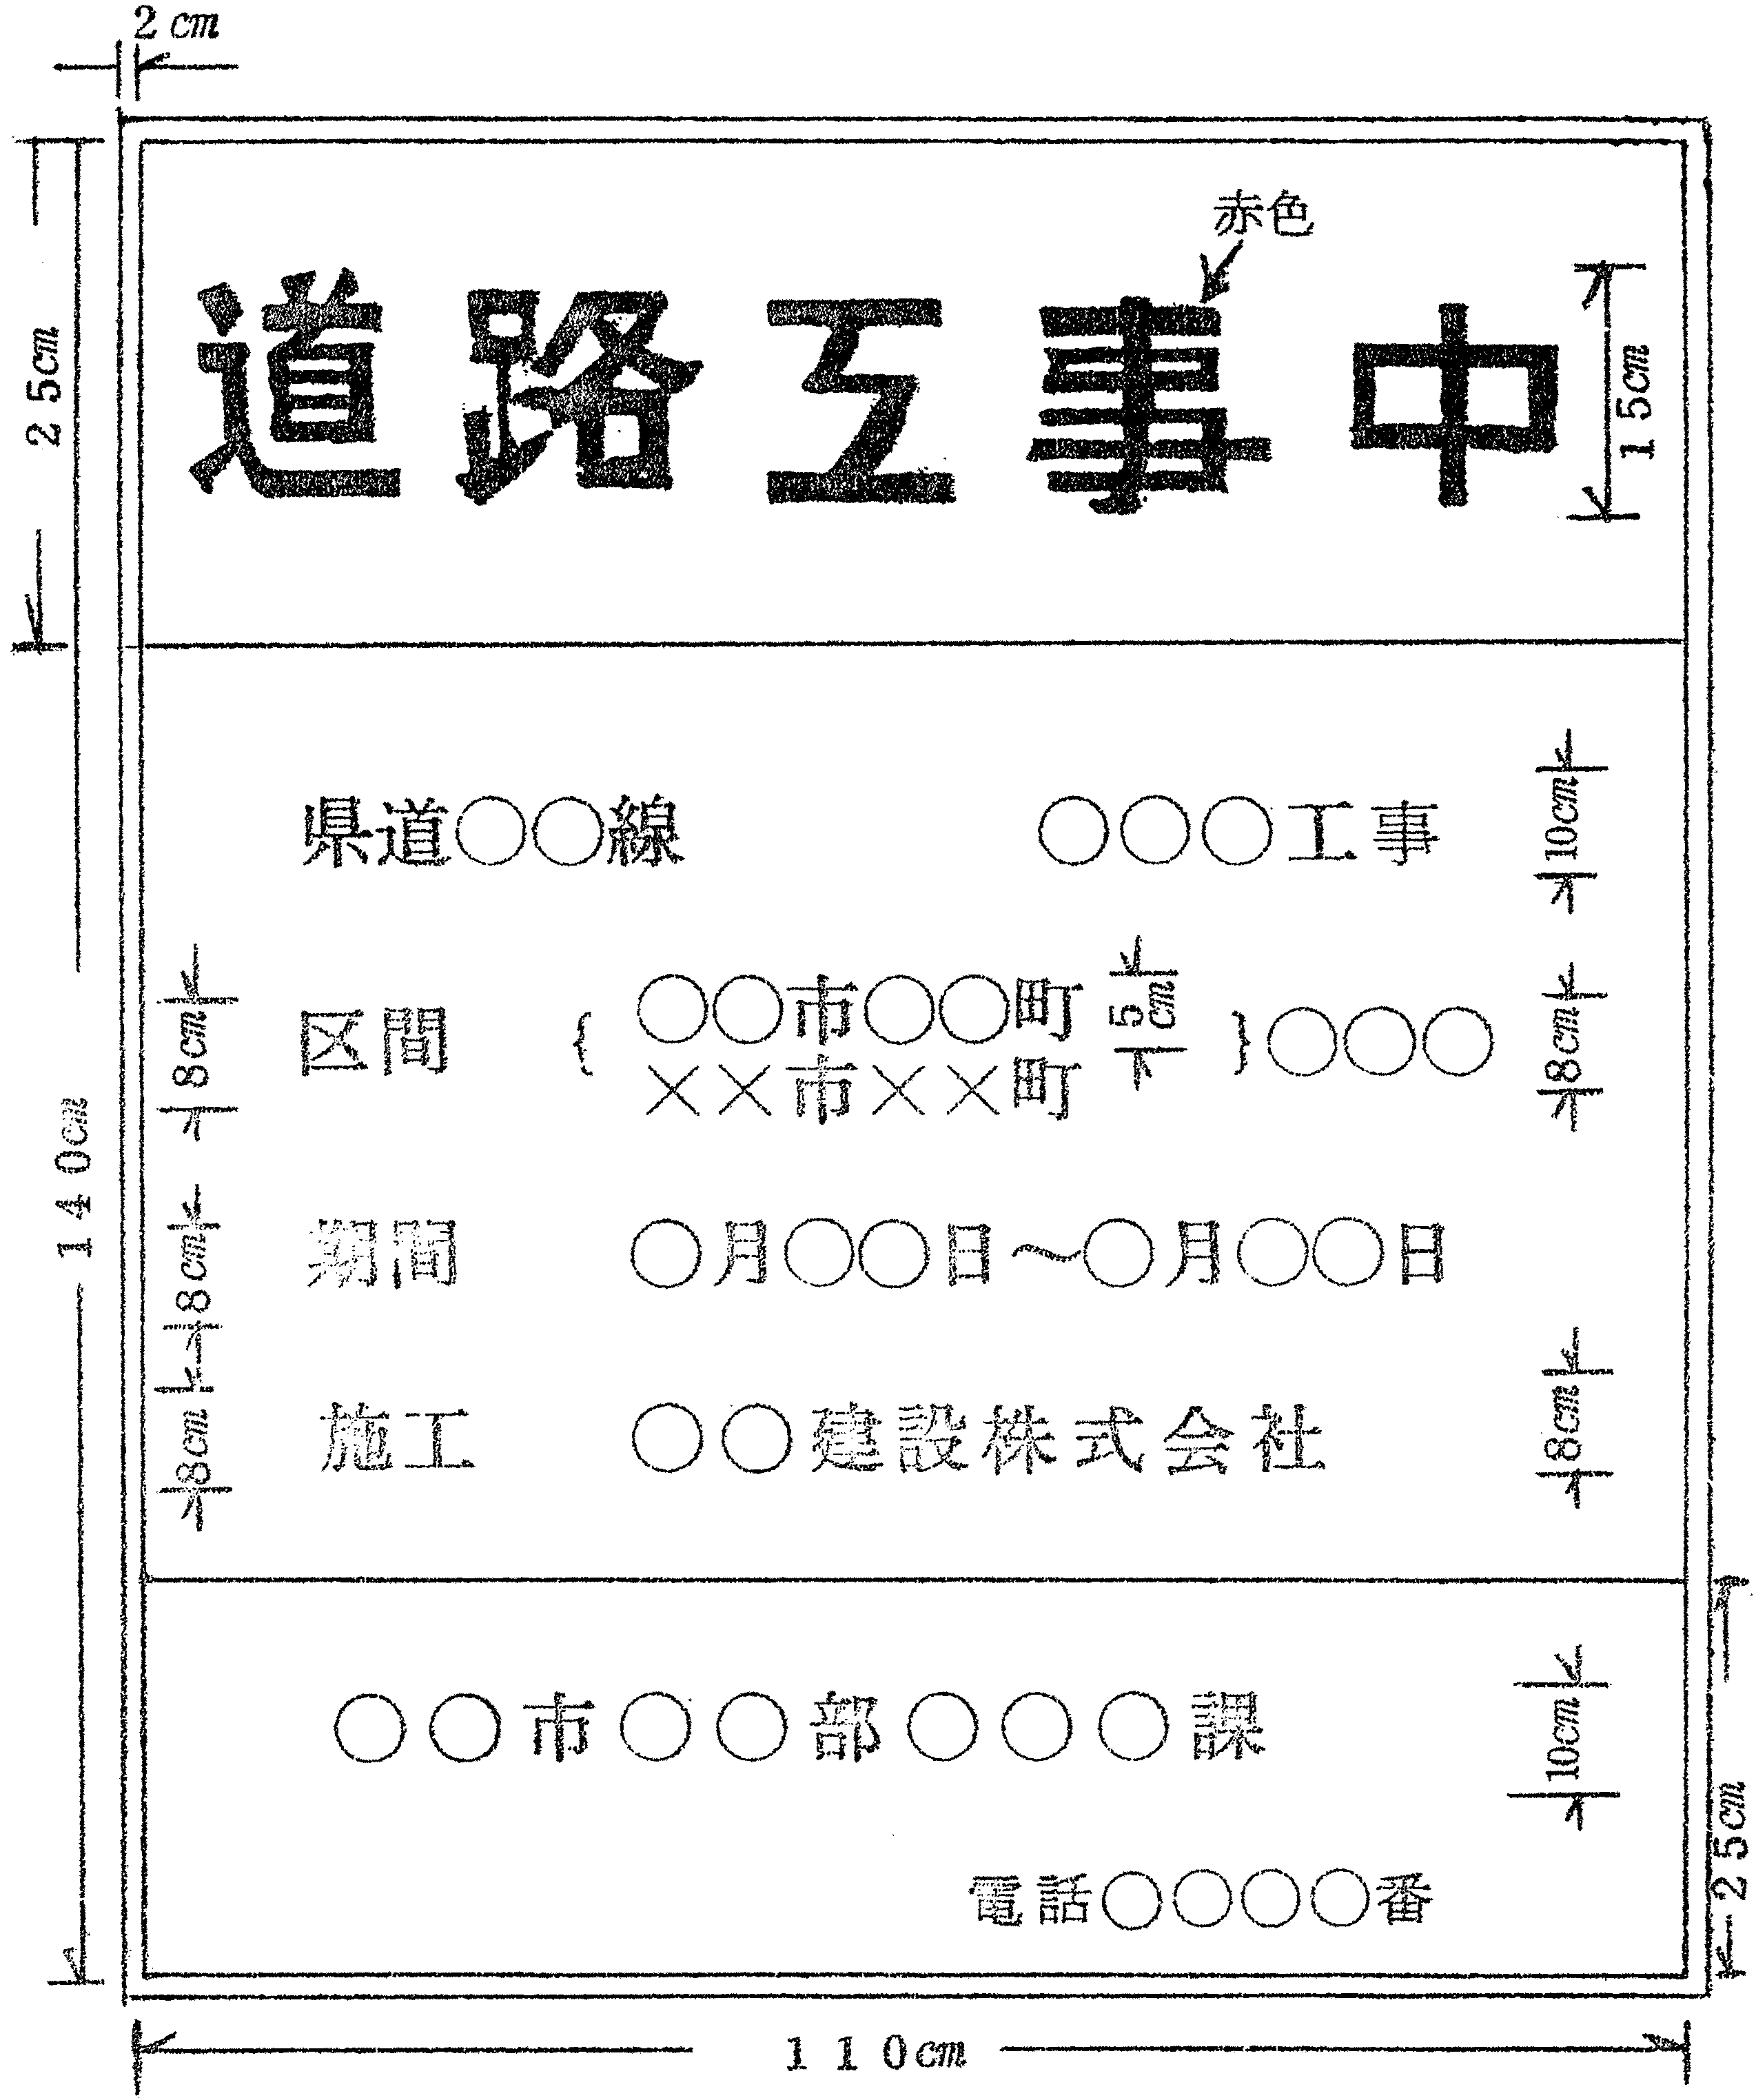 2cm
赤色
道路工事中
15cm
25cm
県道○○線 ○○○工事
10cm
8cm
区間 { ○○市○○町 5cm } ○○○
××市××町
8cm
140cm
8cm
期間 ○月○○日～○月○○日
8cm
施工 ○○建設株式会社
8cm
○○市○○部○○○課
10cm
電話○○○○番
25cm
110cm